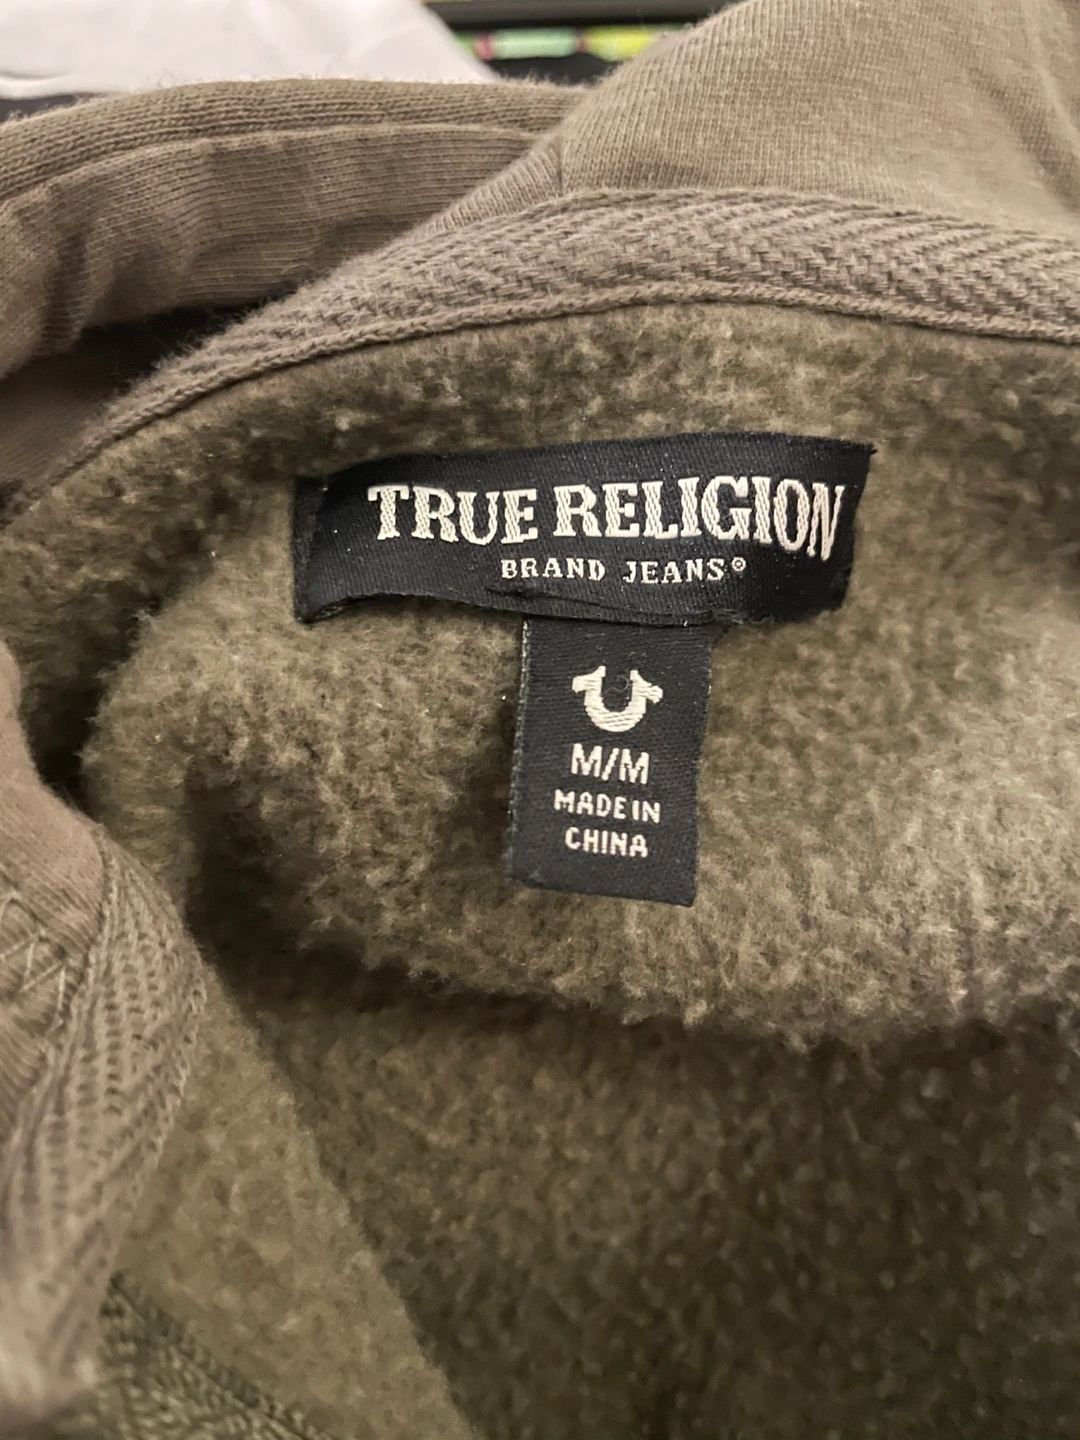 TRUE RELIGION
BRAND JEANS®
M/M
MADE IN
CHINA